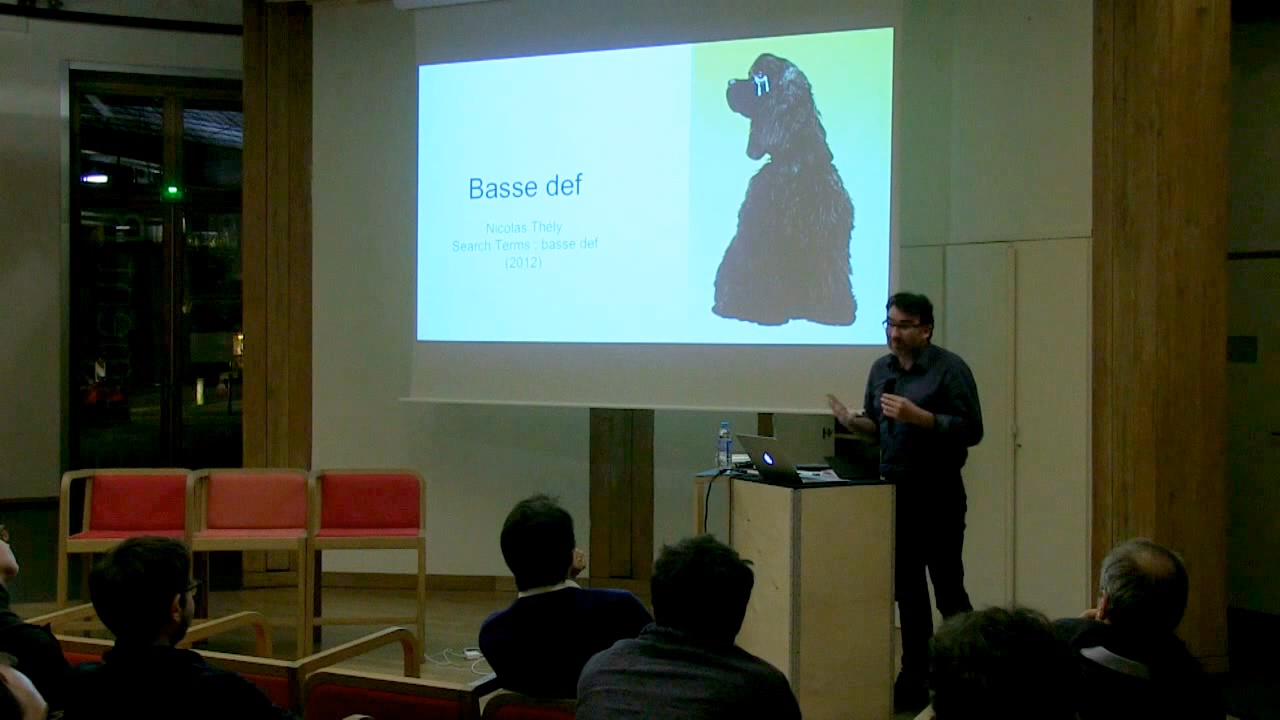 Basse def
Nicolas Thély
Search Terms : basse def
(2012)